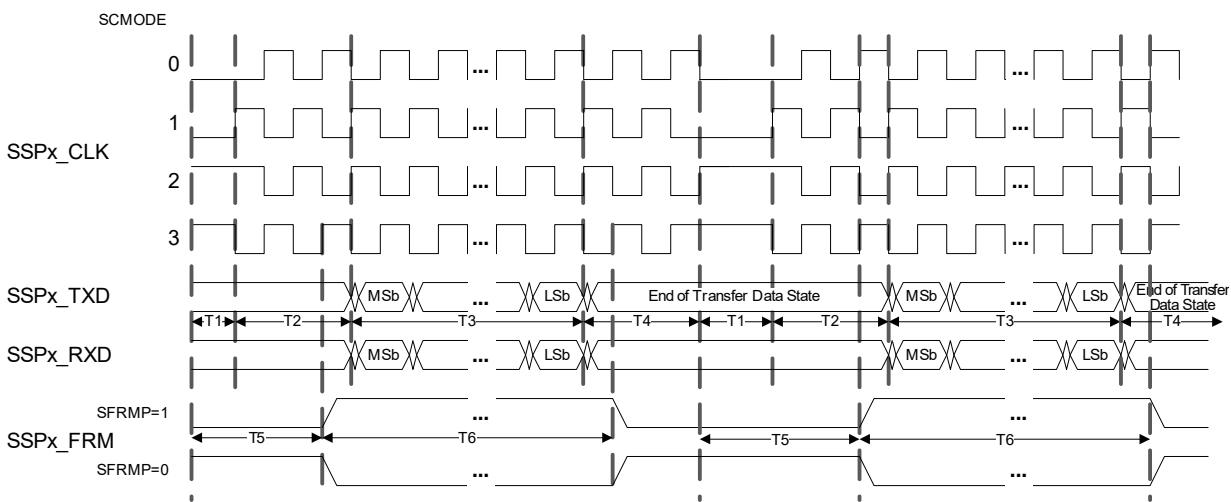 SCMODE
0
...
...
1
...
...
SSPx_CLK
2
...
...
3
...
...
SSPx_TXD
MSb
...
LSb
End of Transfer Data State
MSb
...
LSb
End of Transfer
Data State
T1
T2
T3
T4
T1
T2
T3
T4
SSPx_RXD
MSb
...
LSb
MSb
...
LSb
SFRMP=1
...
...
SSPx_FRM
T5
T6
T5
T6
SFRMP=0
...
...